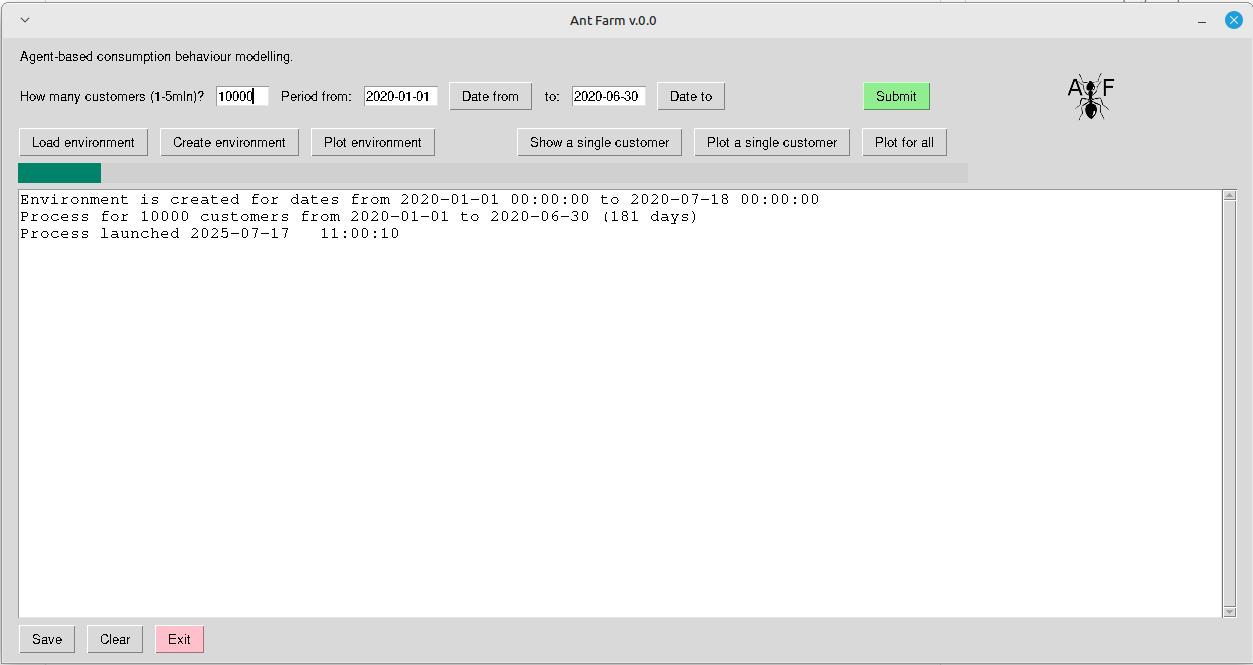 Ant Farm v.0.0
Agent-based consumption behaviour modelling.
How many customers (1-5mln)? 10000 Period from: 2020-01-01 Date from to: 2020-06-30 Date to Submit
A F
Load environment Create environment Plot environment Show a single customer Plot a single customer Plot for all
Environment is created for dates from 2020-01-01 00:00:00 to 2020-07-18 00:00:00
Process for 10000 customers from 2020-01-01 to 2020-06-30 (181 days)
Process launched 2025-07-17   11:00:10
Save Clear Exit